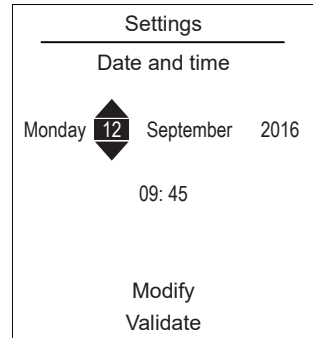 Settings
Date and time
Monday 12 September 2016
09: 45
Modify
Validate